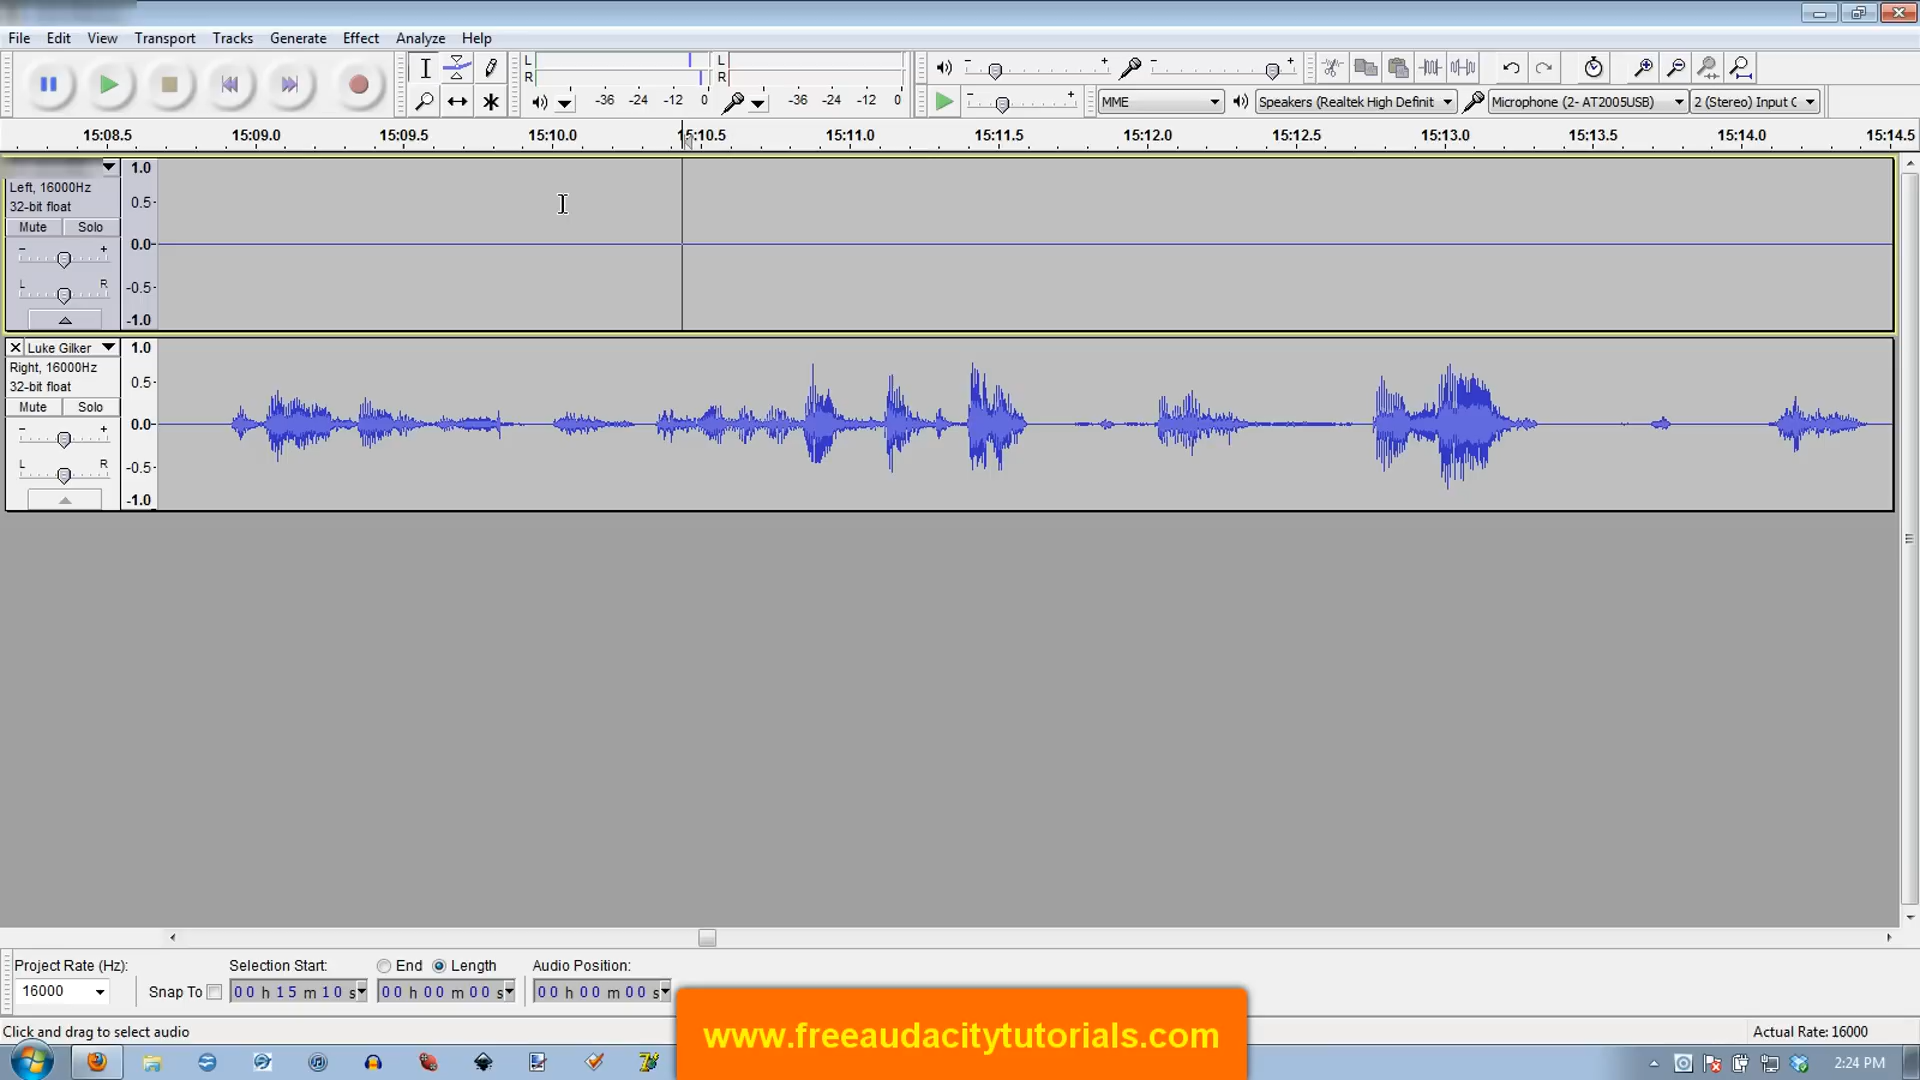 File Edit View Transport Tracks Generate Effect Analyze Help
L L
R R
-36 -24 -12 0 -36 -24 -12 0
MME Speakers (Realtek High Definit Microphone (2- AT2005USB) 2 (Stereo) Input C
15:08.5 15:09.0 15:09.5 15:10.0 15:10.5 15:11.0 15:11.5 15:12.0 15:12.5 15:13.0 15:13.5 15:14.0 15:14.5
Left, 16000Hz
32-bit float
Mute Solo
- +
L R
1.0
0.5
0.0
-0.5
-1.0
Luke Gilker
Right, 16000Hz
32-bit float
Mute Solo
- +
L R
1.0
0.5
0.0
-0.5
-1.0
Project Rate (Hz): Selection Start: End Length Audio Position:
16000 Snap To 00 h 15 m 10 s 00 h 00 m 00 s 00 h 00 m 00 s
Click and drag to select audio Actual Rate: 16000
www.freeaudacitytutorials.com
2:24 PM